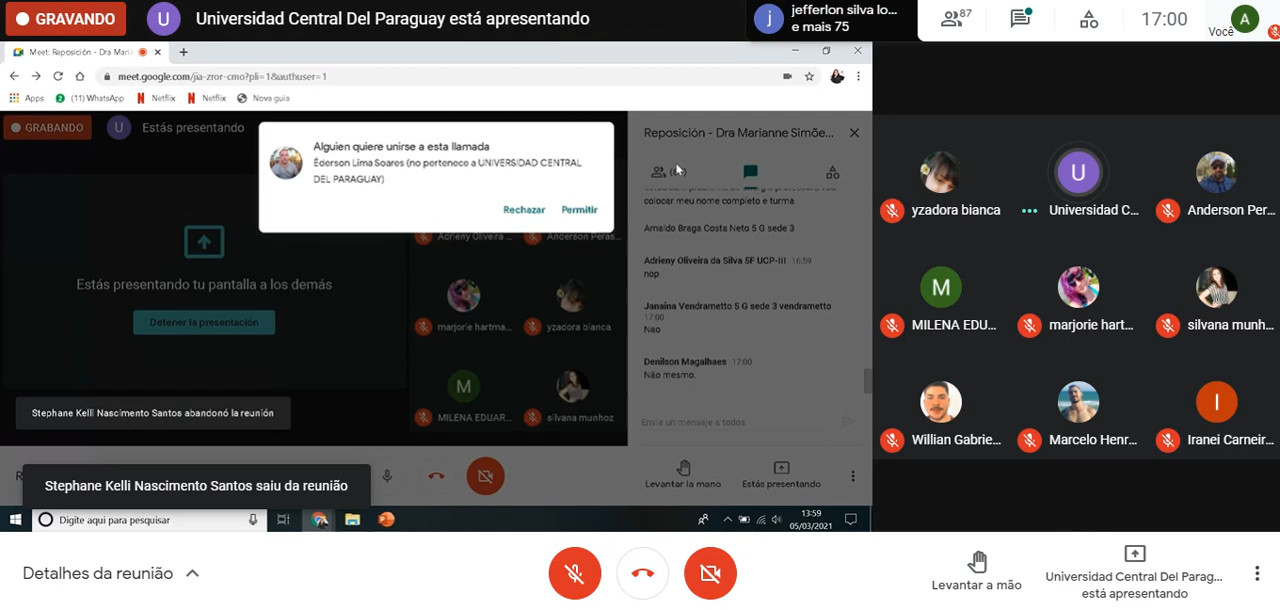 GRAVANDO
U
Universidad Central Del Paraguay está apresentando
j
jefferlon silva lo...
e mais 75
87
17:00
Você
A
Meet: Reposición - Dra Maria
meet.google.com/jia-zror-cmo?pli=1&authuser=1
Apps
(11) WhatsApp
Netflix
Netflix
Nova guia
GRABANDO
U
Estás presentando
Alguien quiere unirse a esta llamada
Éderson Lima Soares (no pertenece a UNIVERSIDAD CENTRAL
DEL PARAGUAY)
Rechazar
Permitir
Estás presentando tu pantalla a los demás
Detener la presentación
Adrieny Oliveira ...
Anderson Peras...
marjorie hartma...
yzadora bianca
M
MILENA EDUAR...
silvana munhoz
Stephane Kelli Nascimento Santos abandonó la reunión
Reposición - Dra Marianne Simõe...
colocar meu nome completo e turma
Arnaldo Braga Costa Neto 5 G sede 3
Adrieny Oliveira da Silva 5F UCP-III 16:59
nop
Janaina Vendrametto 5 G sede 3 vendrametto
17:00
Nao
Denilson Magalhaes 17:00
Não mesmo.
Envía un mensaje a todos
Levantar la mano
Estás presentando
Stephane Kelli Nascimento Santos saiu da reunião
Digite aqui para pesquisar
13:59
05/03/2021
yzadora bianca
U
Universidad C...
Anderson Per...
M
MILENA EDU...
marjorie hart...
silvana munh...
Willian Gabrie...
Marcelo Henr...
I
Iranei Carneir...
Detalhes da reunião
Levantar a mão
Universidad Central Del Parag...
está apresentando